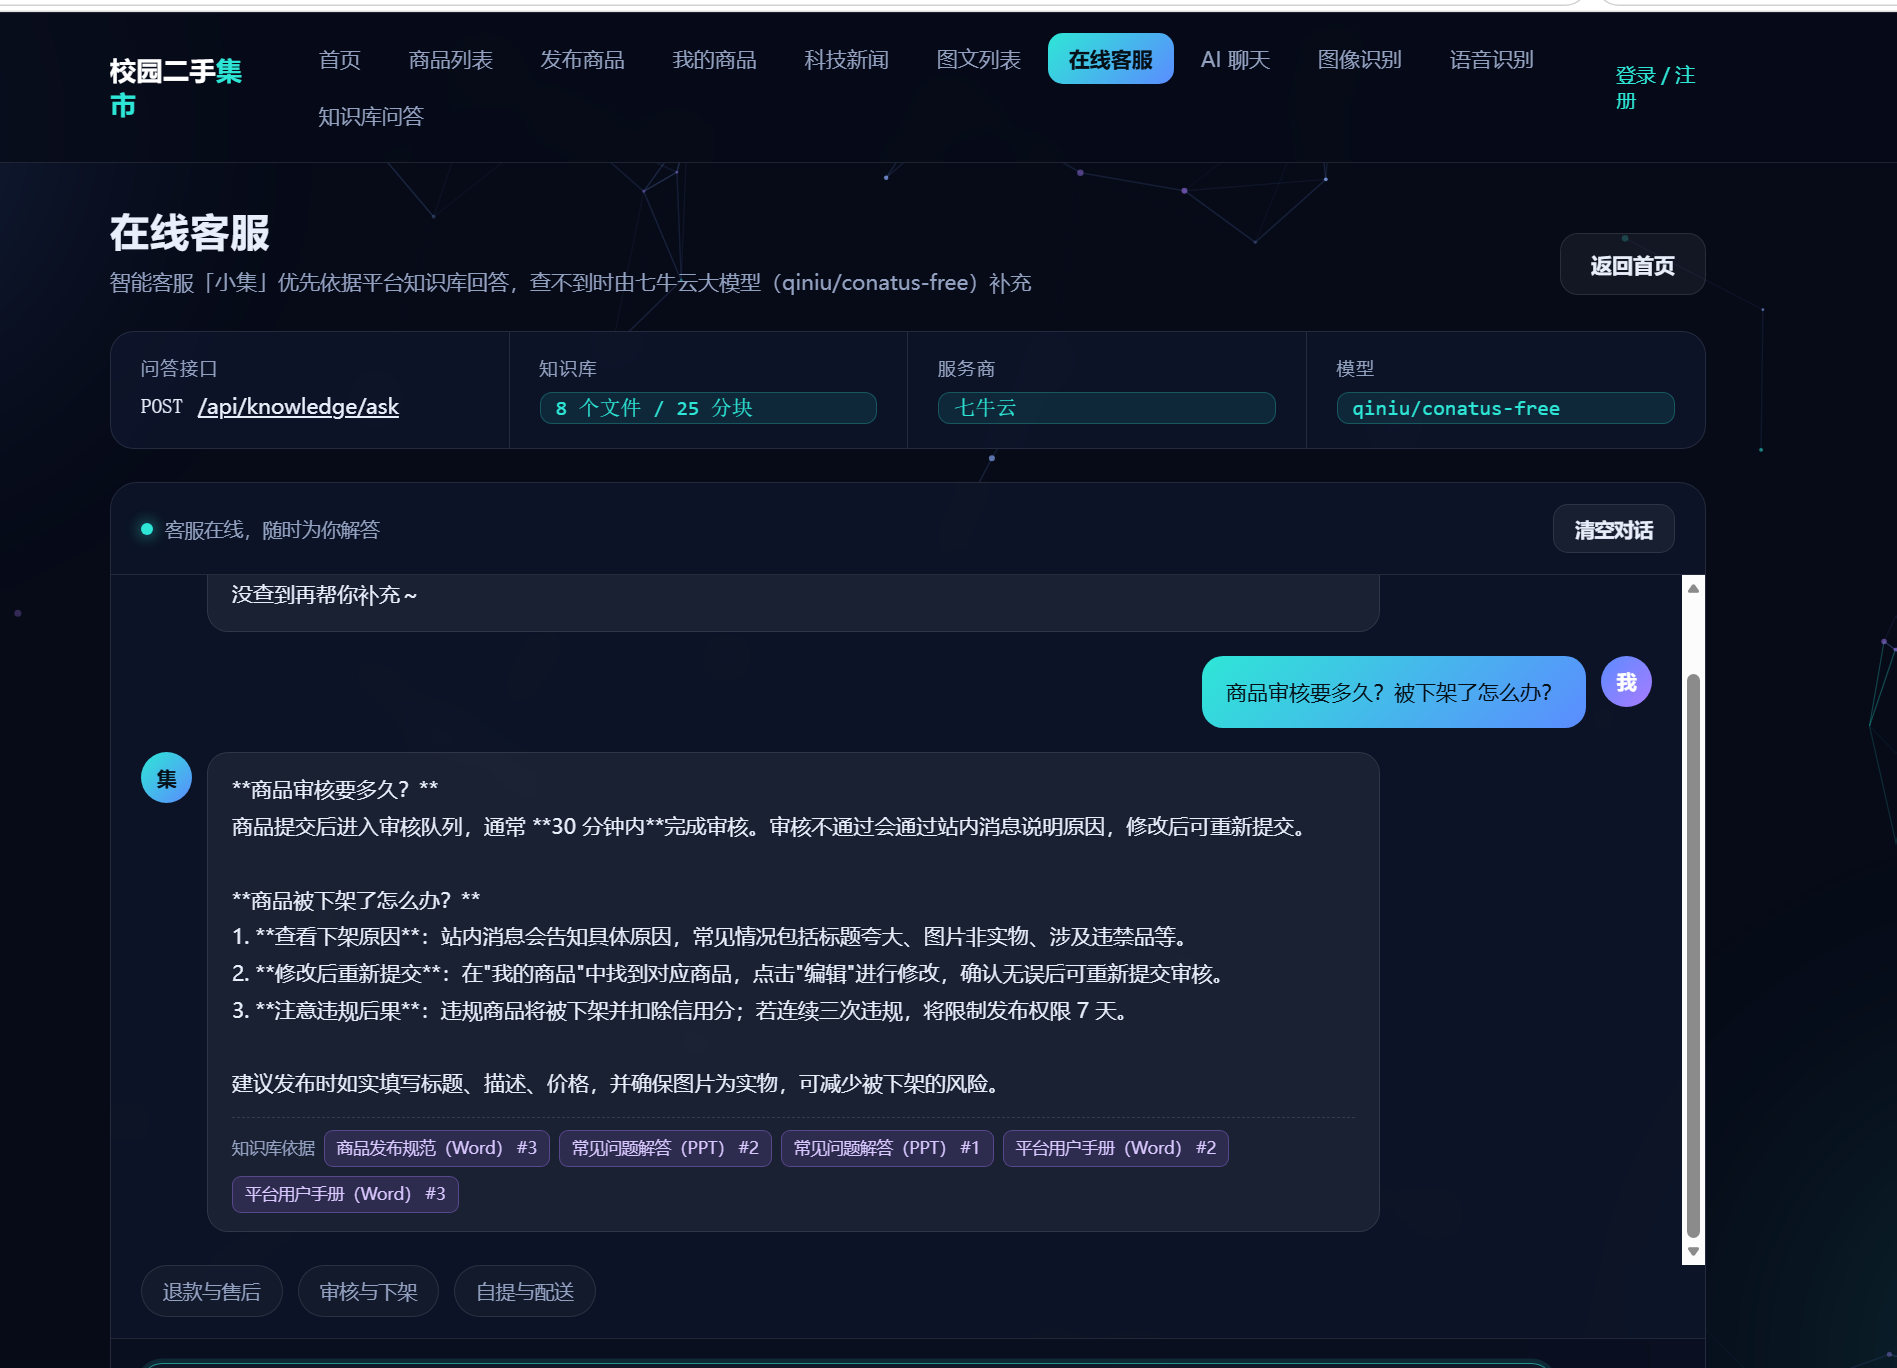 校园二手集
市
首页
商品列表
发布商品
我的商品
科技新闻
图文列表
在线客服
AI 聊天
图像识别
语音识别
知识库问答
登录 / 注
册
在线客服
智能客服「小集」优先依据平台知识库回答，查不到时由七牛云大模型（qiniu/conatus-free）补充
返回首页
问答接口
POST /api/knowledge/ask
知识库
8 个文件 / 25 分块
服务商
七牛云
模型
qiniu/conatus-free
客服在线，随时为你解答
清空对话
没查到再帮你补充～
商品审核要多久？被下架了怎么办？
我
集
**商品审核要多久？**
商品提交后进入审核队列，通常 **30 分钟内**完成审核。审核不通过会通过站内消息说明原因，修改后可重新提交。
**商品被下架了怎么办？**
1. **查看下架原因**：站内消息会告知具体原因，常见情况包括标题夸大、图片非实物、涉及违禁品等。
2. **修改后重新提交**：在"我的商品"中找到对应商品，点击"编辑"进行修改，确认无误后可重新提交审核。
3. **注意违规后果**：违规商品将被下架并扣除信用分；若连续三次违规，将限制发布权限 7 天。
建议发布时如实填写标题、描述、价格，并确保图片为实物，可减少被下架的风险。
知识库依据 商品发布规范（Word） #3 常见问题解答（PPT） #2 常见问题解答（PPT） #1 平台用户手册（Word） #2
平台用户手册（Word） #3
退款与售后
审核与下架
自提与配送